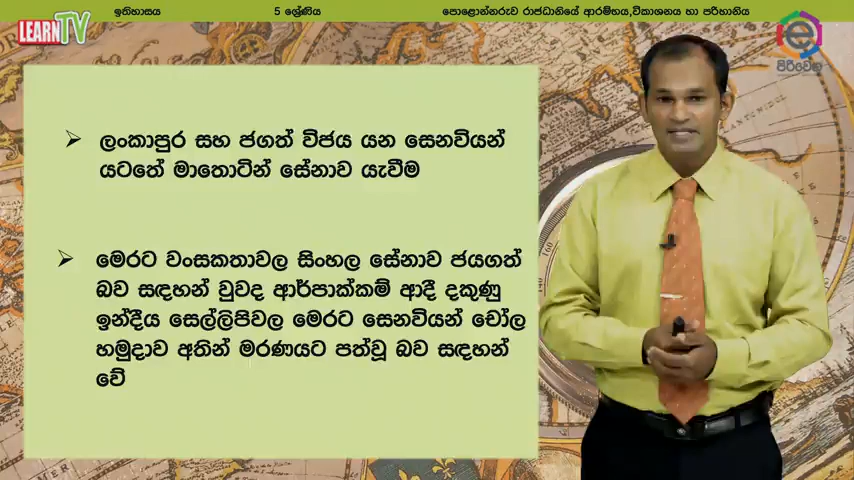 ඉතිහාසය 5 ශ්‍රේණිය පොළොන්නරුව රාජධානියේ ආරම්භය,විකාශනය හා පරිහානිය
LEARN TV
e
පිරිවෙන
ලංකාපුර සහ ජගත් විජය යන සෙනවියන්
යටතේ මාතොටින් සේනාව යැවීම
මෙරට වංසකතාවල සිංහල සේනාව ජයගත්
බව සඳහන් වුවද ආර්පාක්කම් ආදී දකුණු
ඉන්දීය සෙල්ලිපිවල මෙරට සෙනවියන් චෝල
හමුදාව අතින් මරණයට පත්වූ බව සඳහන්
වේ